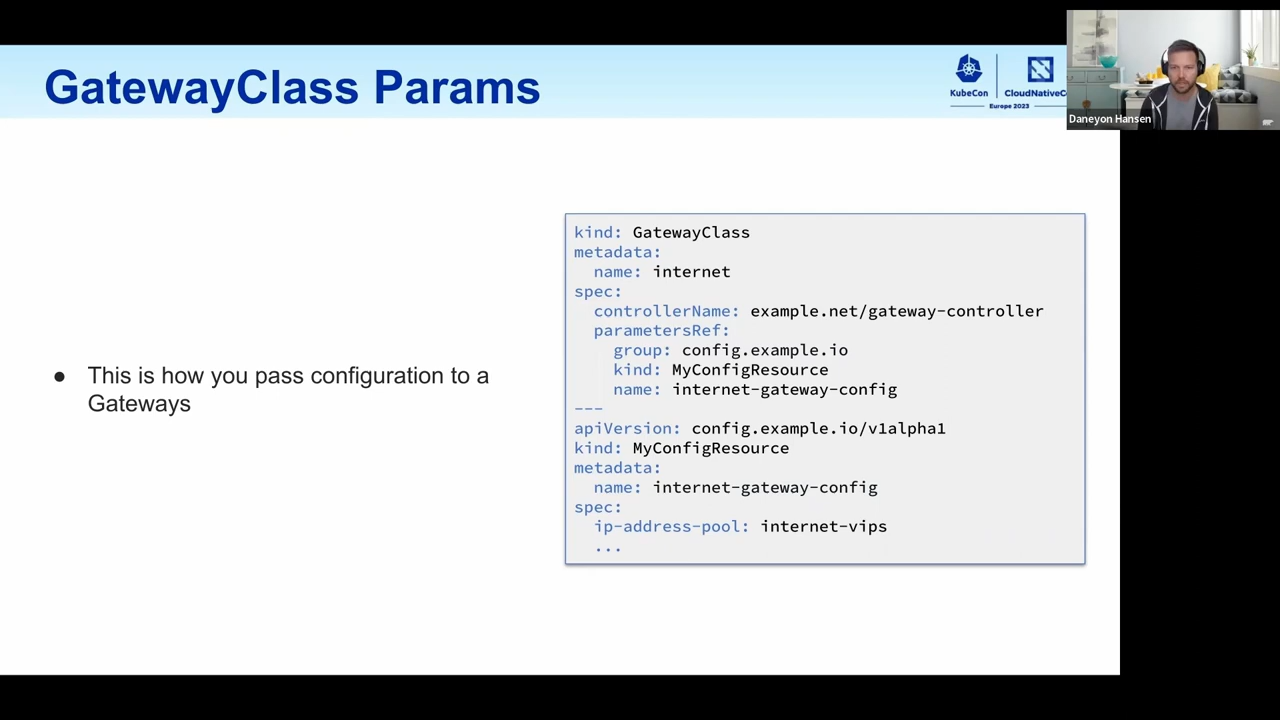 GatewayClass Params
KubeCon
CloudNativeC
Europe 2023
Daneyon Hansen
● This is how you pass configuration to a
Gateways
kind: GatewayClass
metadata:
  name: internet
spec:
  controllerName: example.net/gateway-controller
  parametersRef:
    group: config.example.io
    kind: MyConfigResource
    name: internet-gateway-config
---
apiVersion: config.example.io/v1alpha1
kind: MyConfigResource
metadata:
  name: internet-gateway-config
spec:
  ip-address-pool: internet-vips
  ...